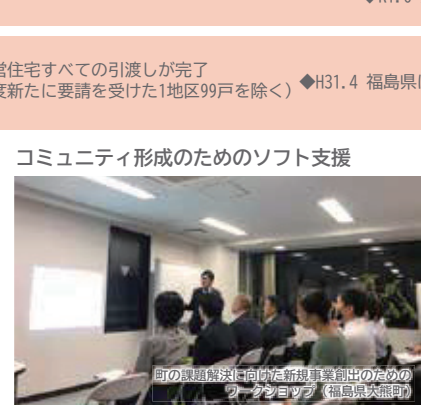 営住宅すべての引渡しが完了
度新たに要請を受けた1地区99戸を除く)
◆H31.4 福島県
コミュニティ形成のためのソフト支援
町の課題解決に向けた新規事業創出のための
ワークショップ(福島県大熊町)